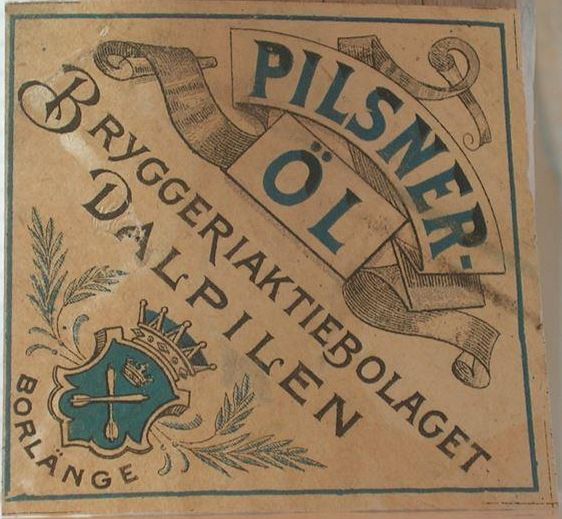 PILSNER-
ÖL
BRYGGERIAKTIEBOLAGET
DALPILEN
BORLÄNGE